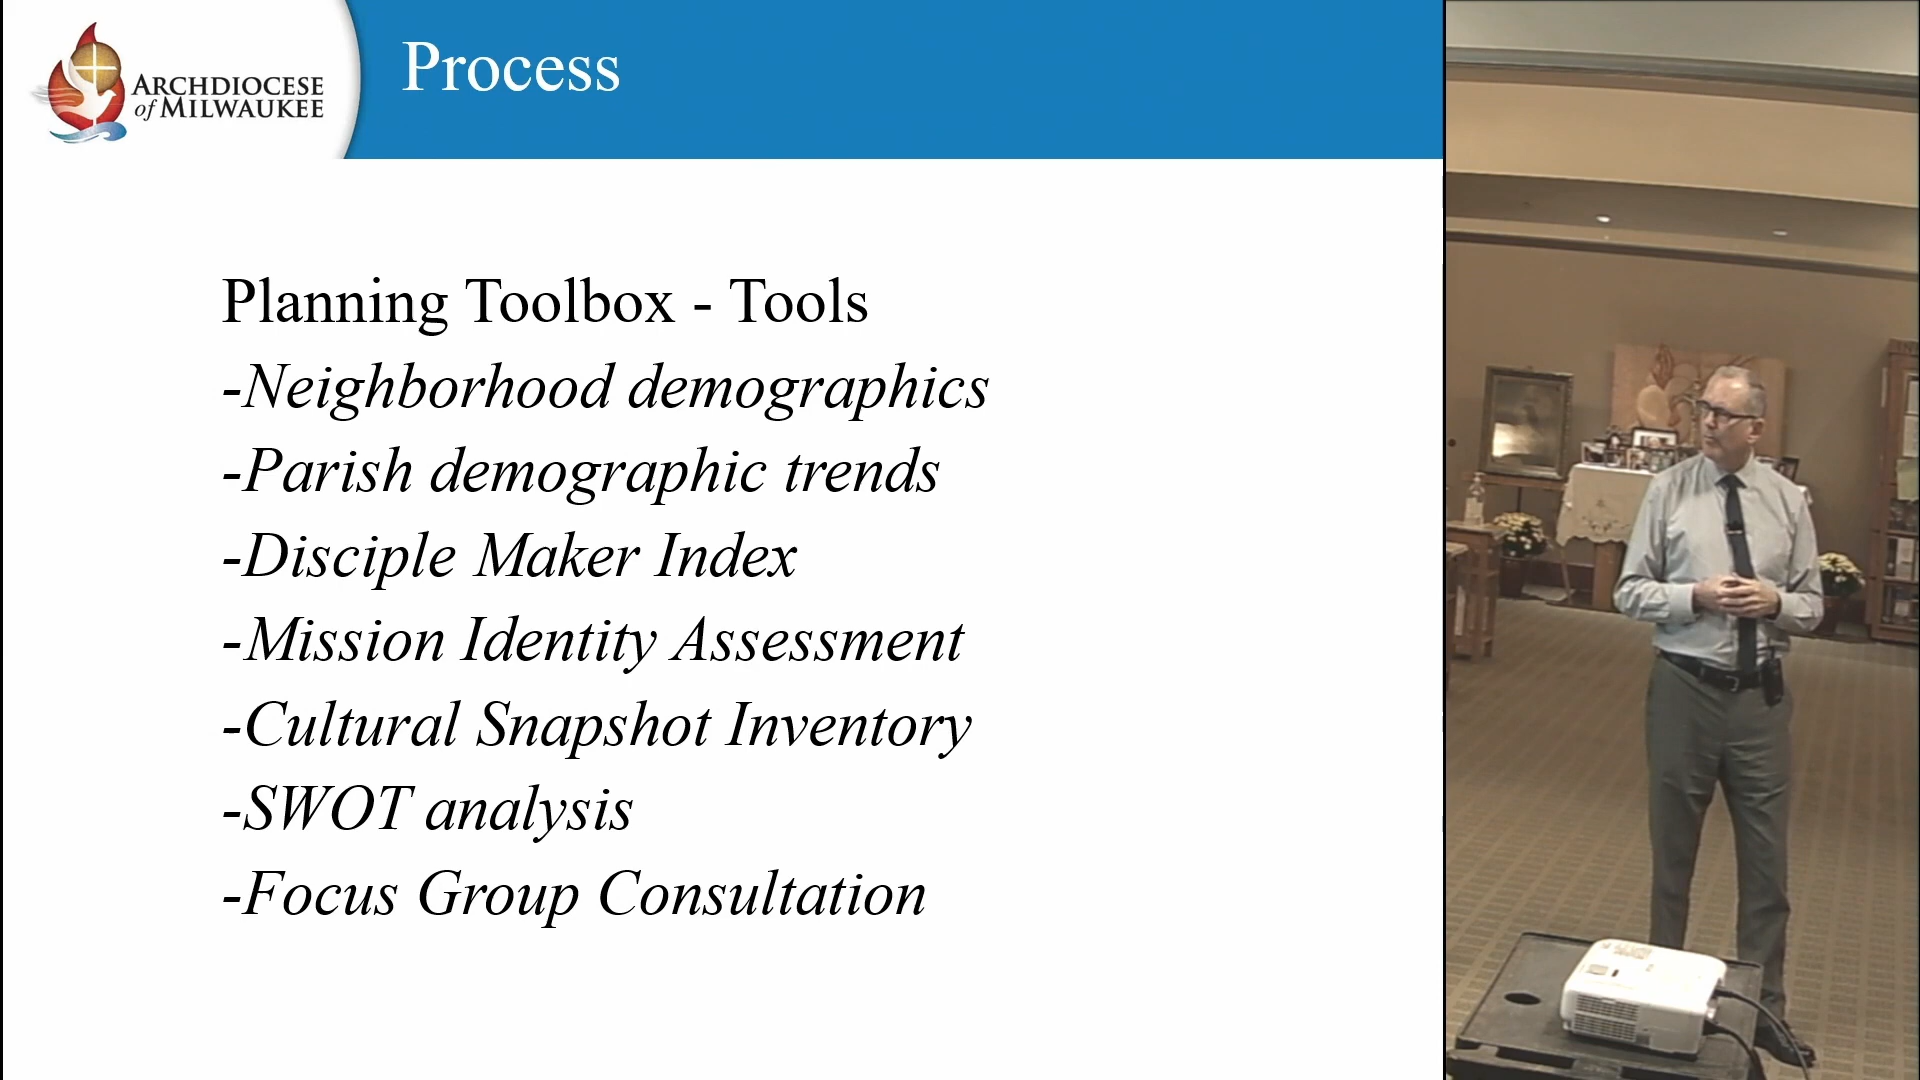 ARCHDIOCESE
of MILWAUKEE
Process
Planning Toolbox - Tools
-Neighborhood demographics
-Parish demographic trends
-Disciple Maker Index
-Mission Identity Assessment
-Cultural Snapshot Inventory
-SWOT analysis
-Focus Group Consultation